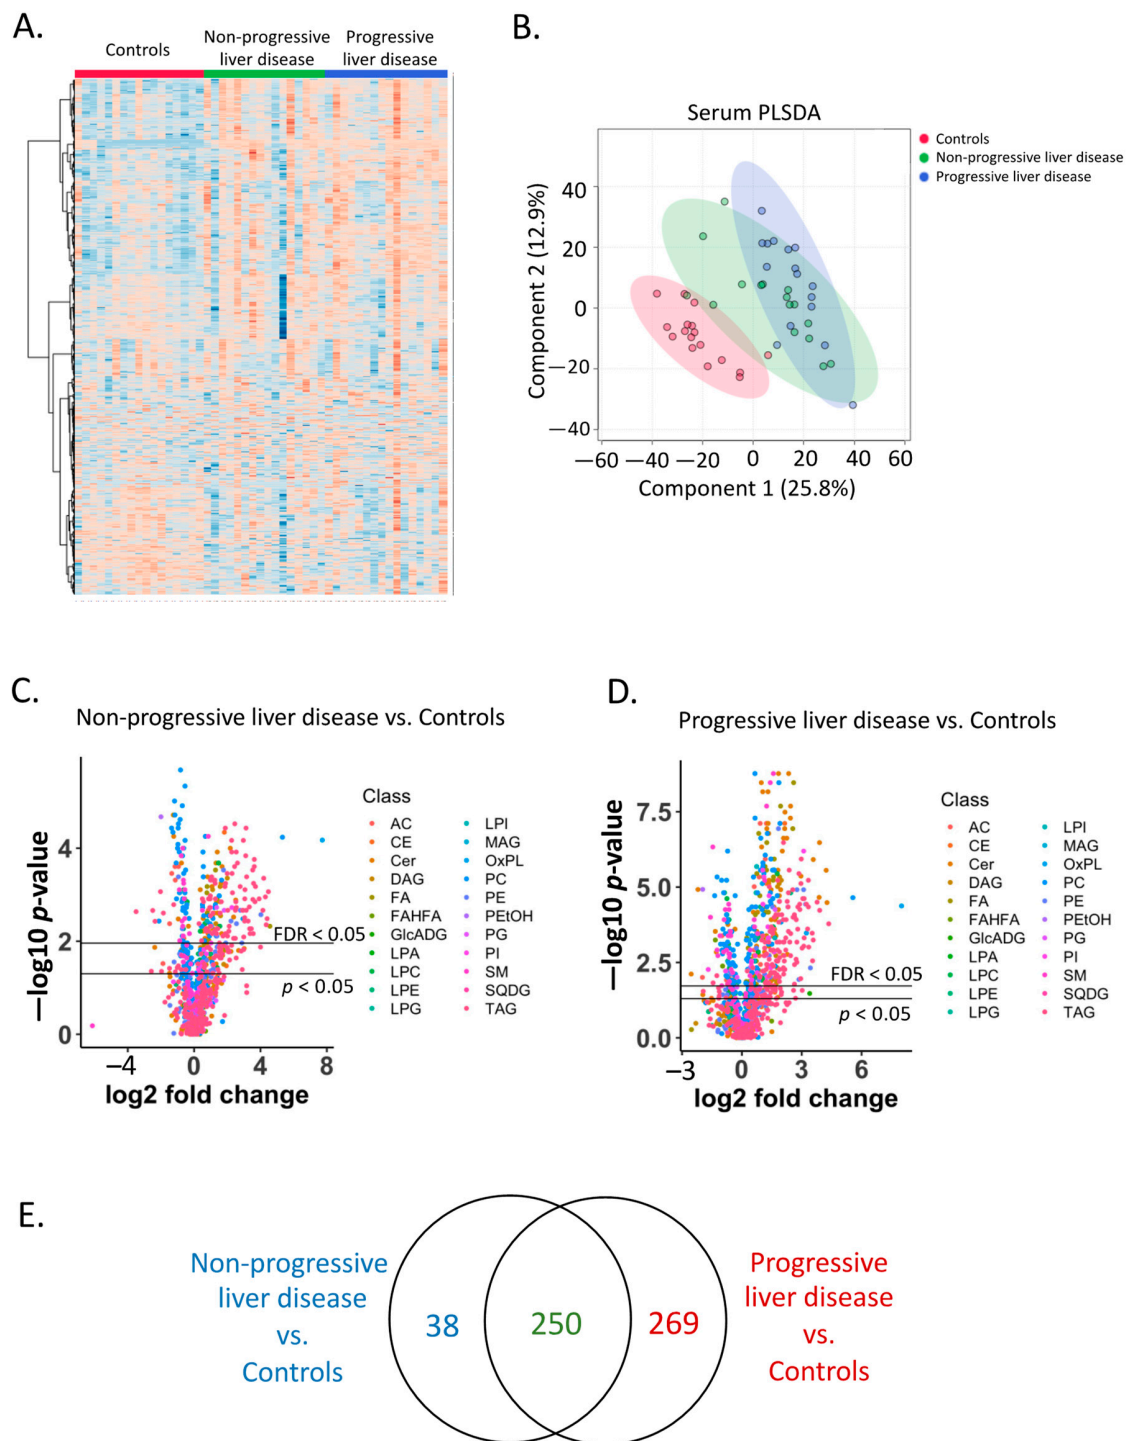 A.
Controls
Non-progressive
liver disease
Progressive
liver disease
B.
Serum PLSDA
Controls
Non-progressive liver disease
Progressive liver disease
Component 2 (12.9%)
40
20
0
−20
−40
−60 −40 −20 0 20 40 60
Component 1 (25.8%)
C.
Non-progressive liver disease vs. Controls
−log10 p-value
4
2
0
FDR < 0.05
p < 0.05
−4 0 4 8
log2 fold change
Class
AC
CE
Cer
DAG
FA
FAHFA
GlcADG
LPA
LPC
LPE
LPG
LPI
MAG
OxPL
PC
PE
PEtOH
PG
PI
SM
SQDG
TAG
D.
Progressive liver disease vs. Controls
−log10 p-value
7.5
5.0
2.5
0.0
FDR < 0.05
p < 0.05
−3 0 3 6
log2 fold change
Class
AC
CE
Cer
DAG
FA
FAHFA
GlcADG
LPA
LPC
LPE
LPG
LPI
MAG
OxPL
PC
PE
PEtOH
PG
PI
SM
SQDG
TAG
E.
Non-progressive
liver disease
vs.
Controls
38
250
269
Progressive
liver disease
vs.
Controls